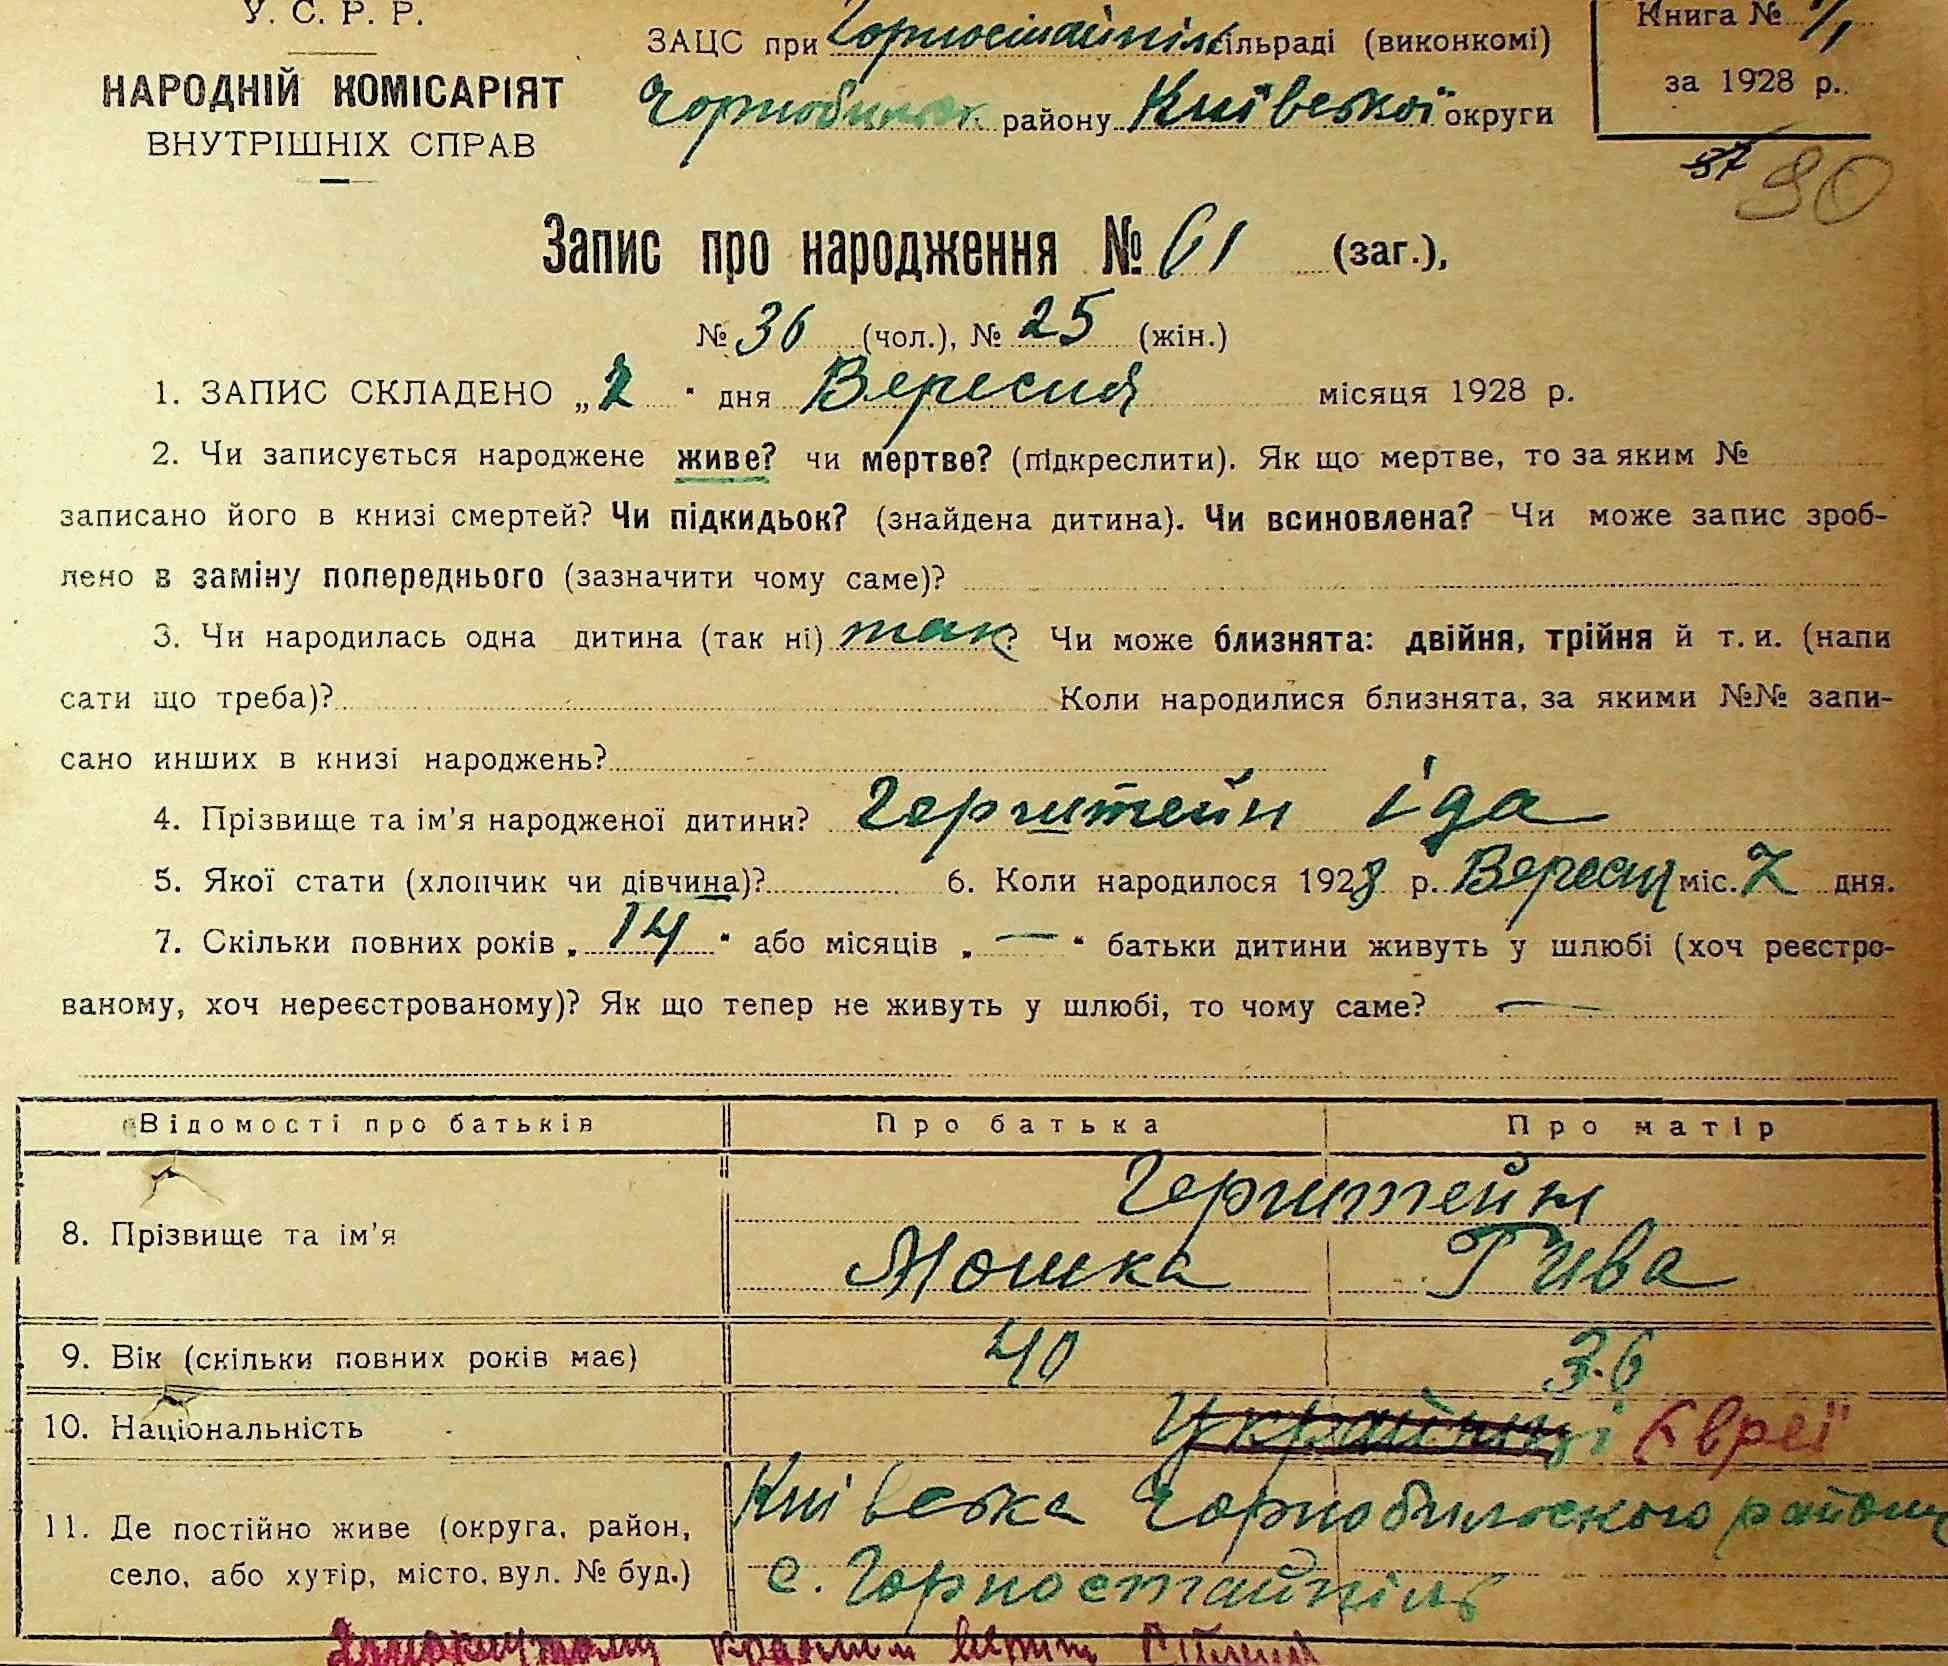 У. С. Р. Р.
НАРОДНІЙ КОМІСАРІЯТ
ВНУТРІШНІХ СПРАВ
ЗАЦС при Горностайпіль сільраді (виконкомі)
району Київської округи
Книга №
за 1928 р.
37 90
Запис про народження № 61 (заг.),
№ 36 (чол.), № 25 (жін.)
1. ЗАПИС СКЛАДЕНО „ " дня Вересня місяця 1928 р.
2. Чи записується народжене живе? чи мертве? (підкреслити). Як що мертве, то за яким №
записано його в книзі смертей? Чи підкидьок? (знайдена дитина). Чи всиновлена? Чи може запис зроб-
лено в заміну попереднього (зазначити чому саме)?
3. Чи народилась одна дитина (так ні) так? Чи може близнята: двійня, трійня й т. и. (напи
сати що треба)? Коли народилися близнята, за якими №№ запи-
сано инших в книзі народжень?
4. Прізвище та ім'я народженої дитини? Герштейн Іда
5. Якої стати (хлопчик чи дівчина)? 6. Коли народилося 1928 р. Вересня міс. 2 дня.
7. Скільки повних років „ 14 " або місяців „ — " батьки дитини живуть у шлюбі (хоч реєстро-
ваному, хоч нереєстрованому)? Як що тепер не живуть у шлюбі, то чому саме? —
Відомості про батьків Про батька Про матір
8. Прізвище та ім'я Герштейн
Мошка Гива
9. Вік (скільки повних років має) 40 36
10. Національність Українці Євреї
11. Де постійно живе (округа, район, село, або хутір, місто, вул. № буд.) Київська Чорнобильского району
с. Горностайпіль